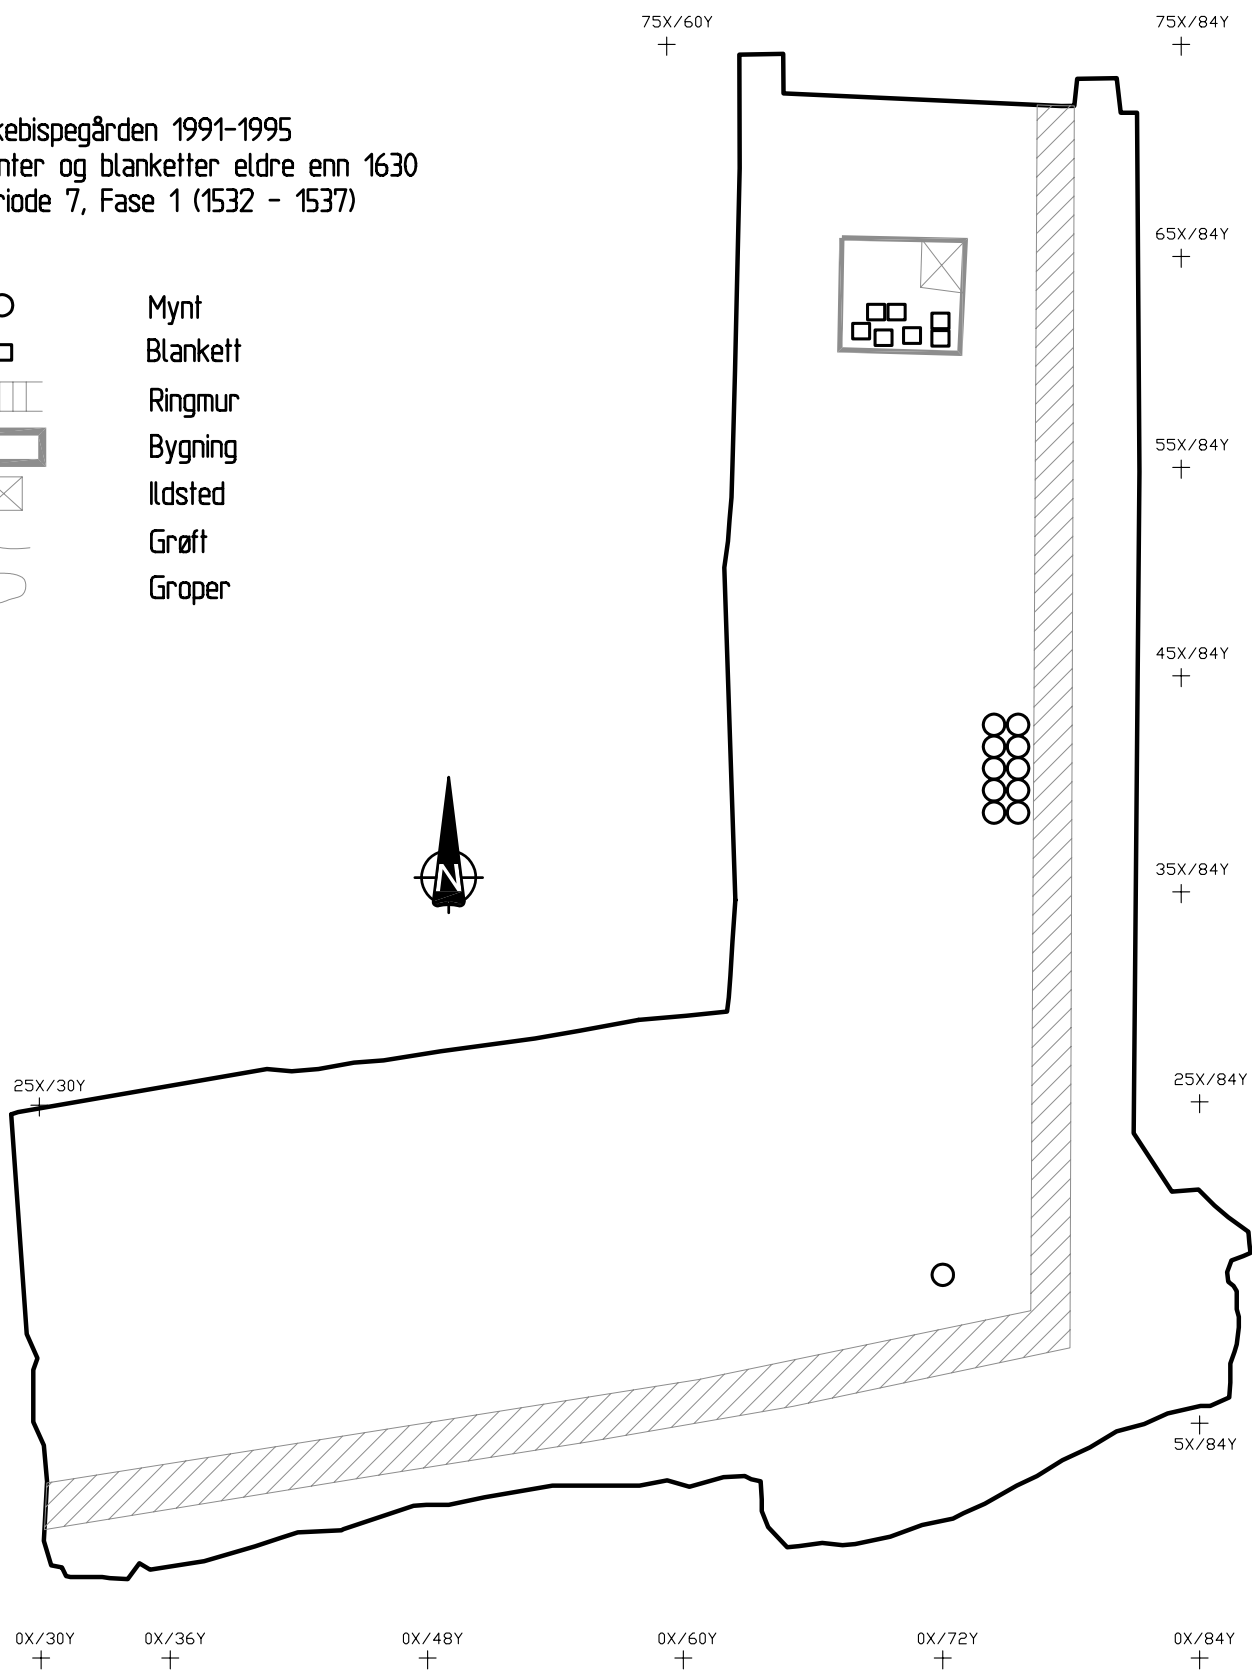 75X/60Y
75X/84Y
kebispegården 1991-1995
nter og blanketter eldre enn 1630
riode 7, Fase 1 (1532 - 1537)
65X/84Y
Mynt
Blankett
Ringmur
Bygning
Ildsted
Grøft
Groper
55X/84Y
45X/84Y
N
35X/84Y
25X/30Y
25X/84Y
5X/84Y
0X/30Y
0X/36Y
0X/48Y
0X/60Y
0X/72Y
0X/84Y